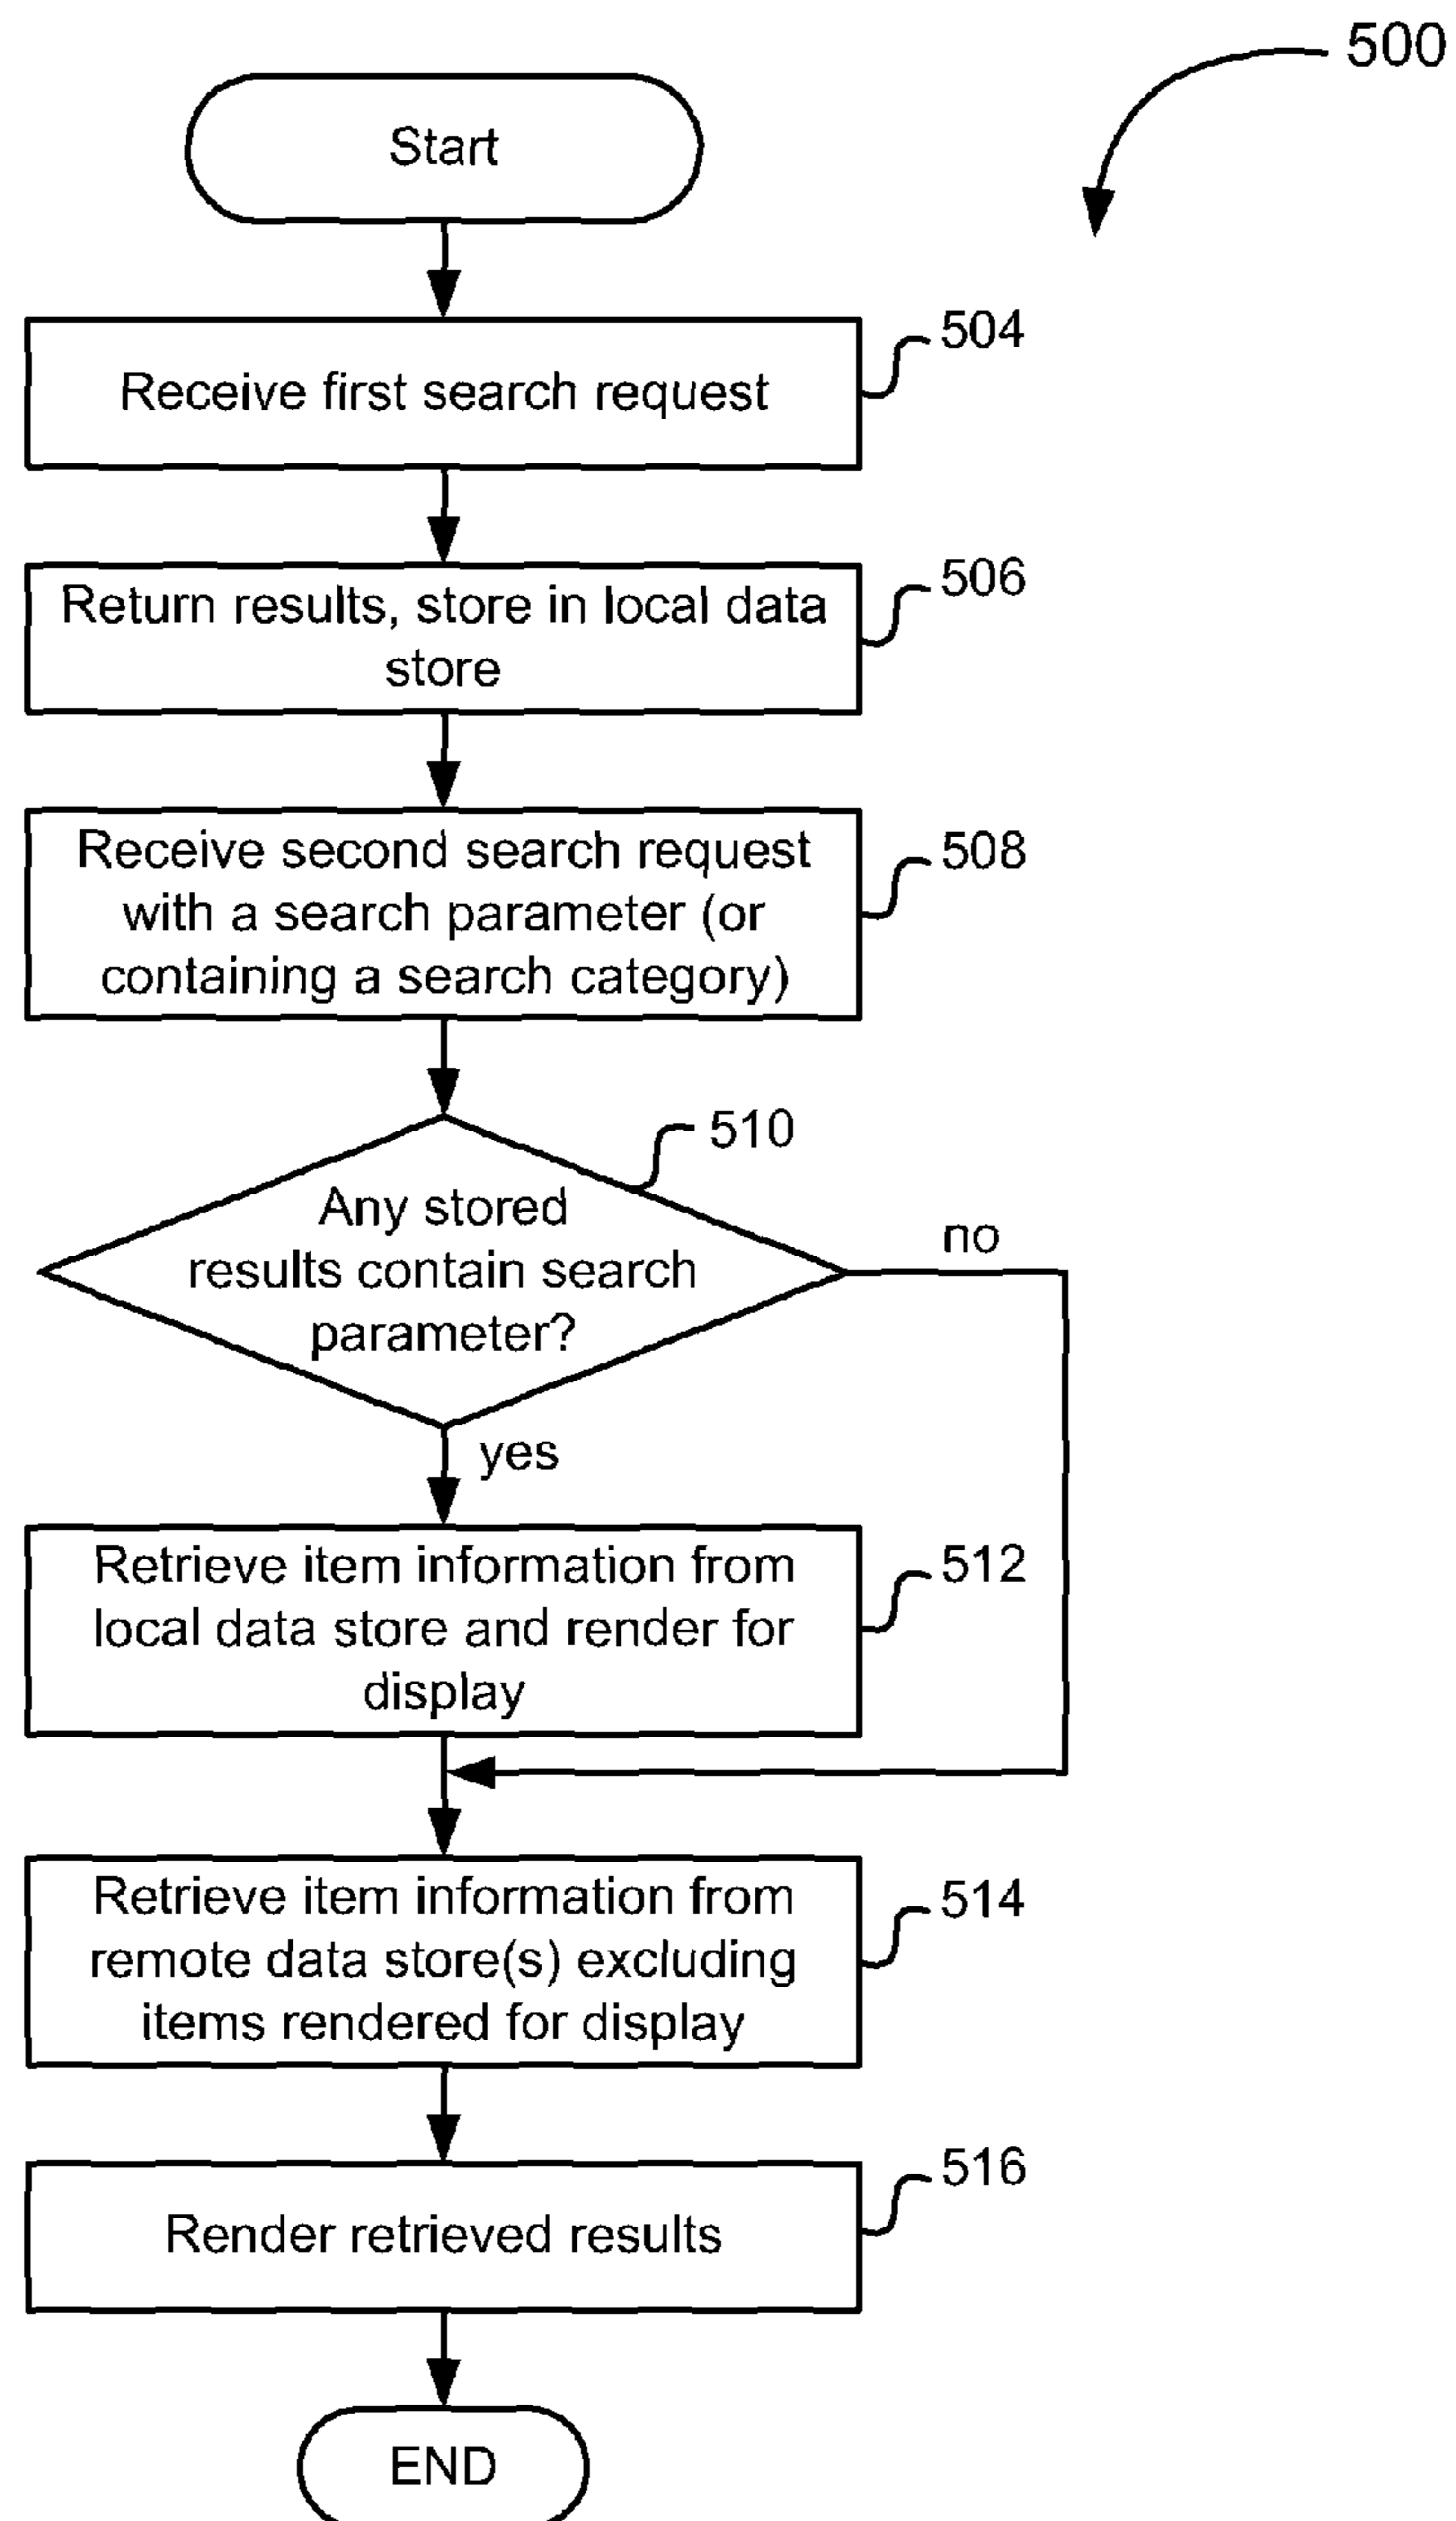 500
Start
504
Receive first search request
506
Return results, store in local data
store
508
Receive second search request
with a search parameter (or
containing a search category)
510
Any stored
results contain search
parameter?
no
yes
512
Retrieve item information from
local data store and render for
display
514
Retrieve item information from
remote data store(s) excluding
items rendered for display
516
Render retrieved results
END